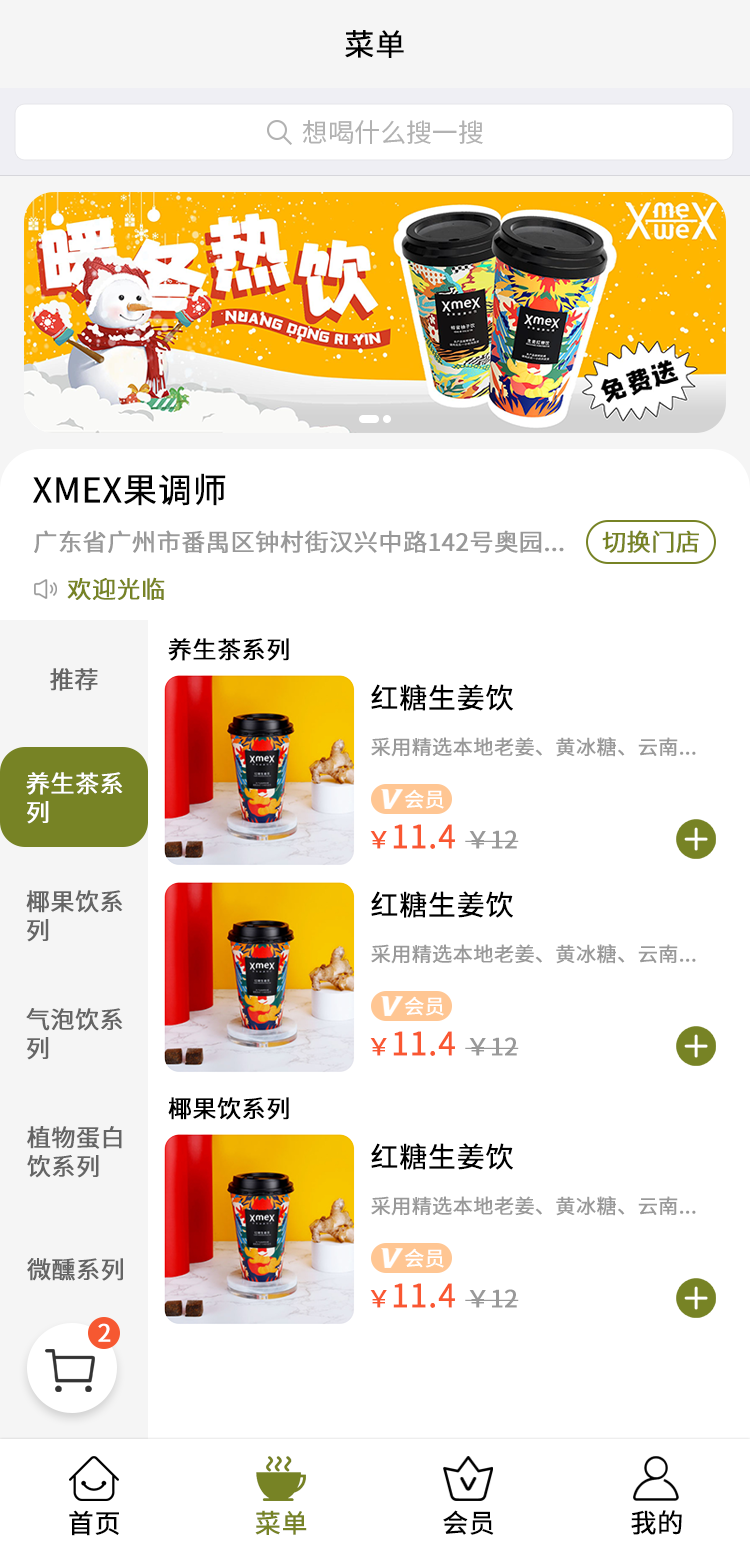 菜单
想喝什么搜一搜
暖冬热饮
NUANG DONG RI YIN
XmeX
weX
XmeX
XmeX
免费送
XMEX果调师
广东省广州市番禺区钟村街汉兴中路142号奥园...
切换门店
欢迎光临
推荐
养生茶系
列
椰果饮系
列
气泡饮系
列
植物蛋白
饮系列
微醺系列
2
养生茶系列
XmeX
红糖生姜饮
采用精选本地老姜、黄冰糖、云南...
V会员
¥11.4 ¥12
XmeX
红糖生姜饮
采用精选本地老姜、黄冰糖、云南...
V会员
¥11.4 ¥12
椰果饮系列
XmeX
红糖生姜饮
采用精选本地老姜、黄冰糖、云南...
V会员
¥11.4 ¥12
首页
菜单
会员
我的